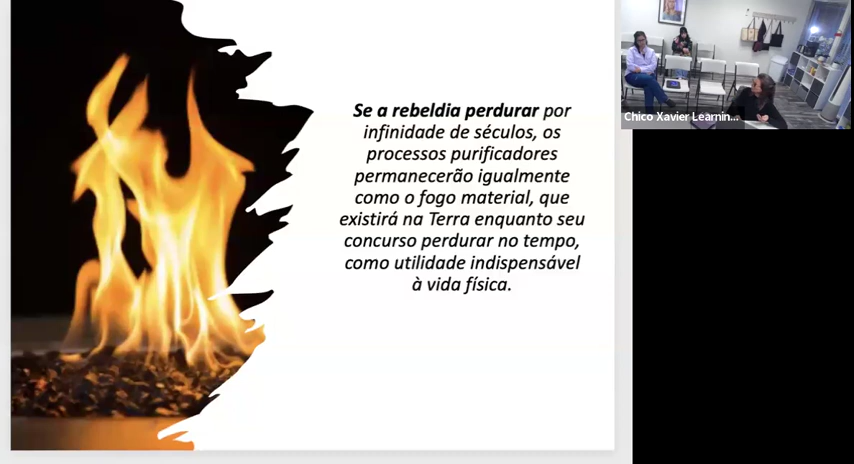 Se a rebeldia perdurar por
infinidade de séculos, os
processos purificadores
permanecerão igualmente
como o fogo material, que
existirá na Terra enquanto seu
concurso perdurar no tempo,
como utilidade indispensável
à vida física.
Chico Xavier Learnin...